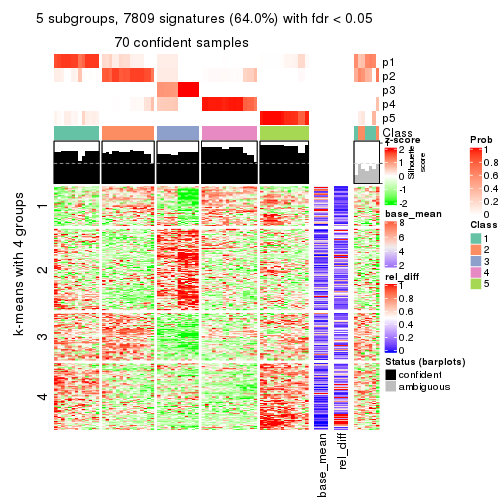 5 subgroups, 7809 signatures (64.0%) with fdr < 0.05
70 confident samples
p1
p2
p3
p4
p5
Class
z-score
2
1
0
-1
-2
Silhouette
score
Prob
1
0.8
0.6
0.4
0.2
0
base_mean
8
6
4
2
Class
1
2
3
4
5
rel_diff
1
0.8
0.6
0.4
0.2
0
Status (barplots)
confident
ambiguous
k-means with 4 groups
1
2
3
4
base_mean
rel_diff